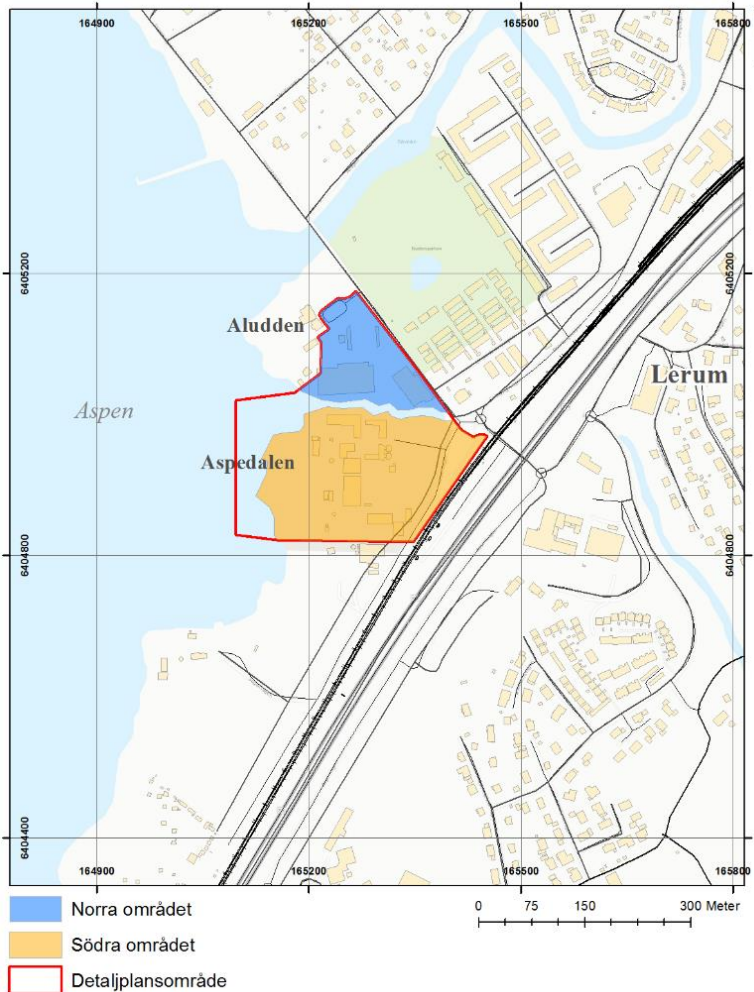 164900 165200 165500 165800
6405200
6405200
Aludden
Aspen
Lerum
Aspedalen
6404800
6404800
6404400
6404400
164900 165200 165500 165800
Norra området
Södra området
Detaljplansområde
0 75 150 300 Meter